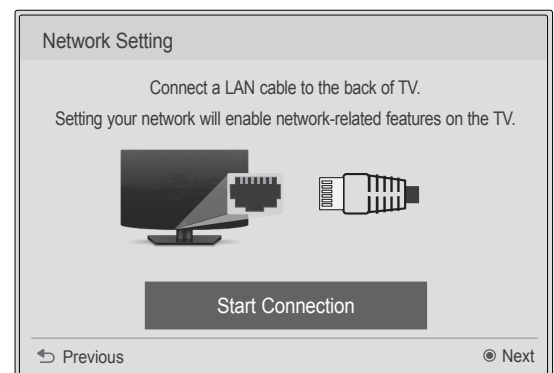 Network Setting
Connect a LAN cable to the back of TV.
Setting your network will enable network-related features on the TV.
Start Connection
Previous
Next